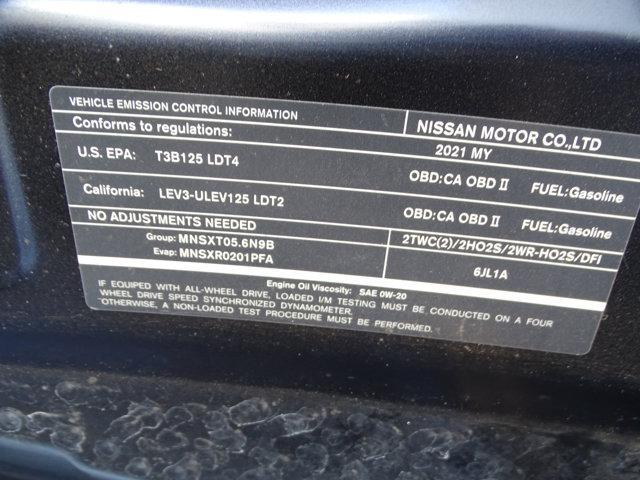 VEHICLE EMISSION CONTROL INFORMATION
NISSAN MOTOR CO.,LTD
Conforms to regulations:
2021 MY
U.S. EPA: T3B125 LDT4
OBD:CA OBD II FUEL:Gasoline
California: LEV3-ULEV125 LDT2
OBD:CA OBD II FUEL:Gasoline
NO ADJUSTMENTS NEEDED
2TWC(2)/2HO2S/2WR-HO2S/DFI
Group: MNSXT05.6N9B
Evap: MNSXR0201PFA
6JL1A
Engine Oil Viscosity: SAE 0W-20
IF EQUIPPED WITH ALL-WHEEL DRIVE, LOADED I/M TESTING MUST BE CONDUCTED ON A FOUR
WHEEL DRIVE SPEED SYNCHRONIZED DYNAMOMETER.
OTHERWISE, A NON-LOADED TEST PROCEDURE MUST BE PERFORMED.